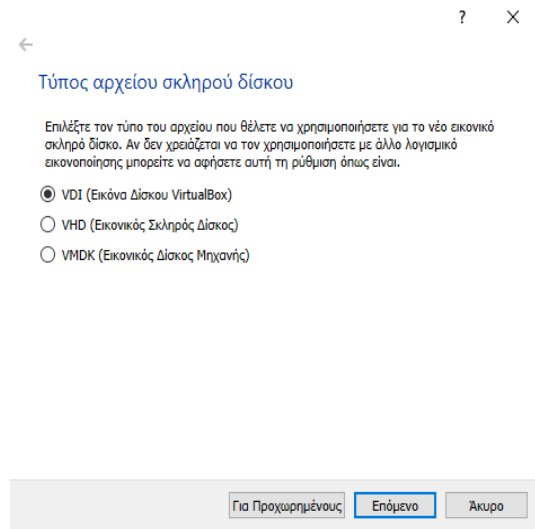 ?
Τύπος αρχείου σκληρού δίσκου
Επιλέξτε τον τύπο του αρχείου που θέλετε να χρησιμοποιήσετε για το νέο εικονικό
σκληρό δίσκο. Αν δεν χρειάζεται να τον χρησιμοποιήσετε με άλλο λογισμικό
εικονονοποίησης μπορείτε να αφήσετε αυτή τη ρύθμιση όπως είναι.
VDI (Εικόνα Δίσκου VirtualBox)
VHD (Εικονικός Σκληρός Δίσκος)
VMDK (Εικονικός Δίσκος Μηχανής)
Για Προχωρημένους Επόμενο Άκυρο